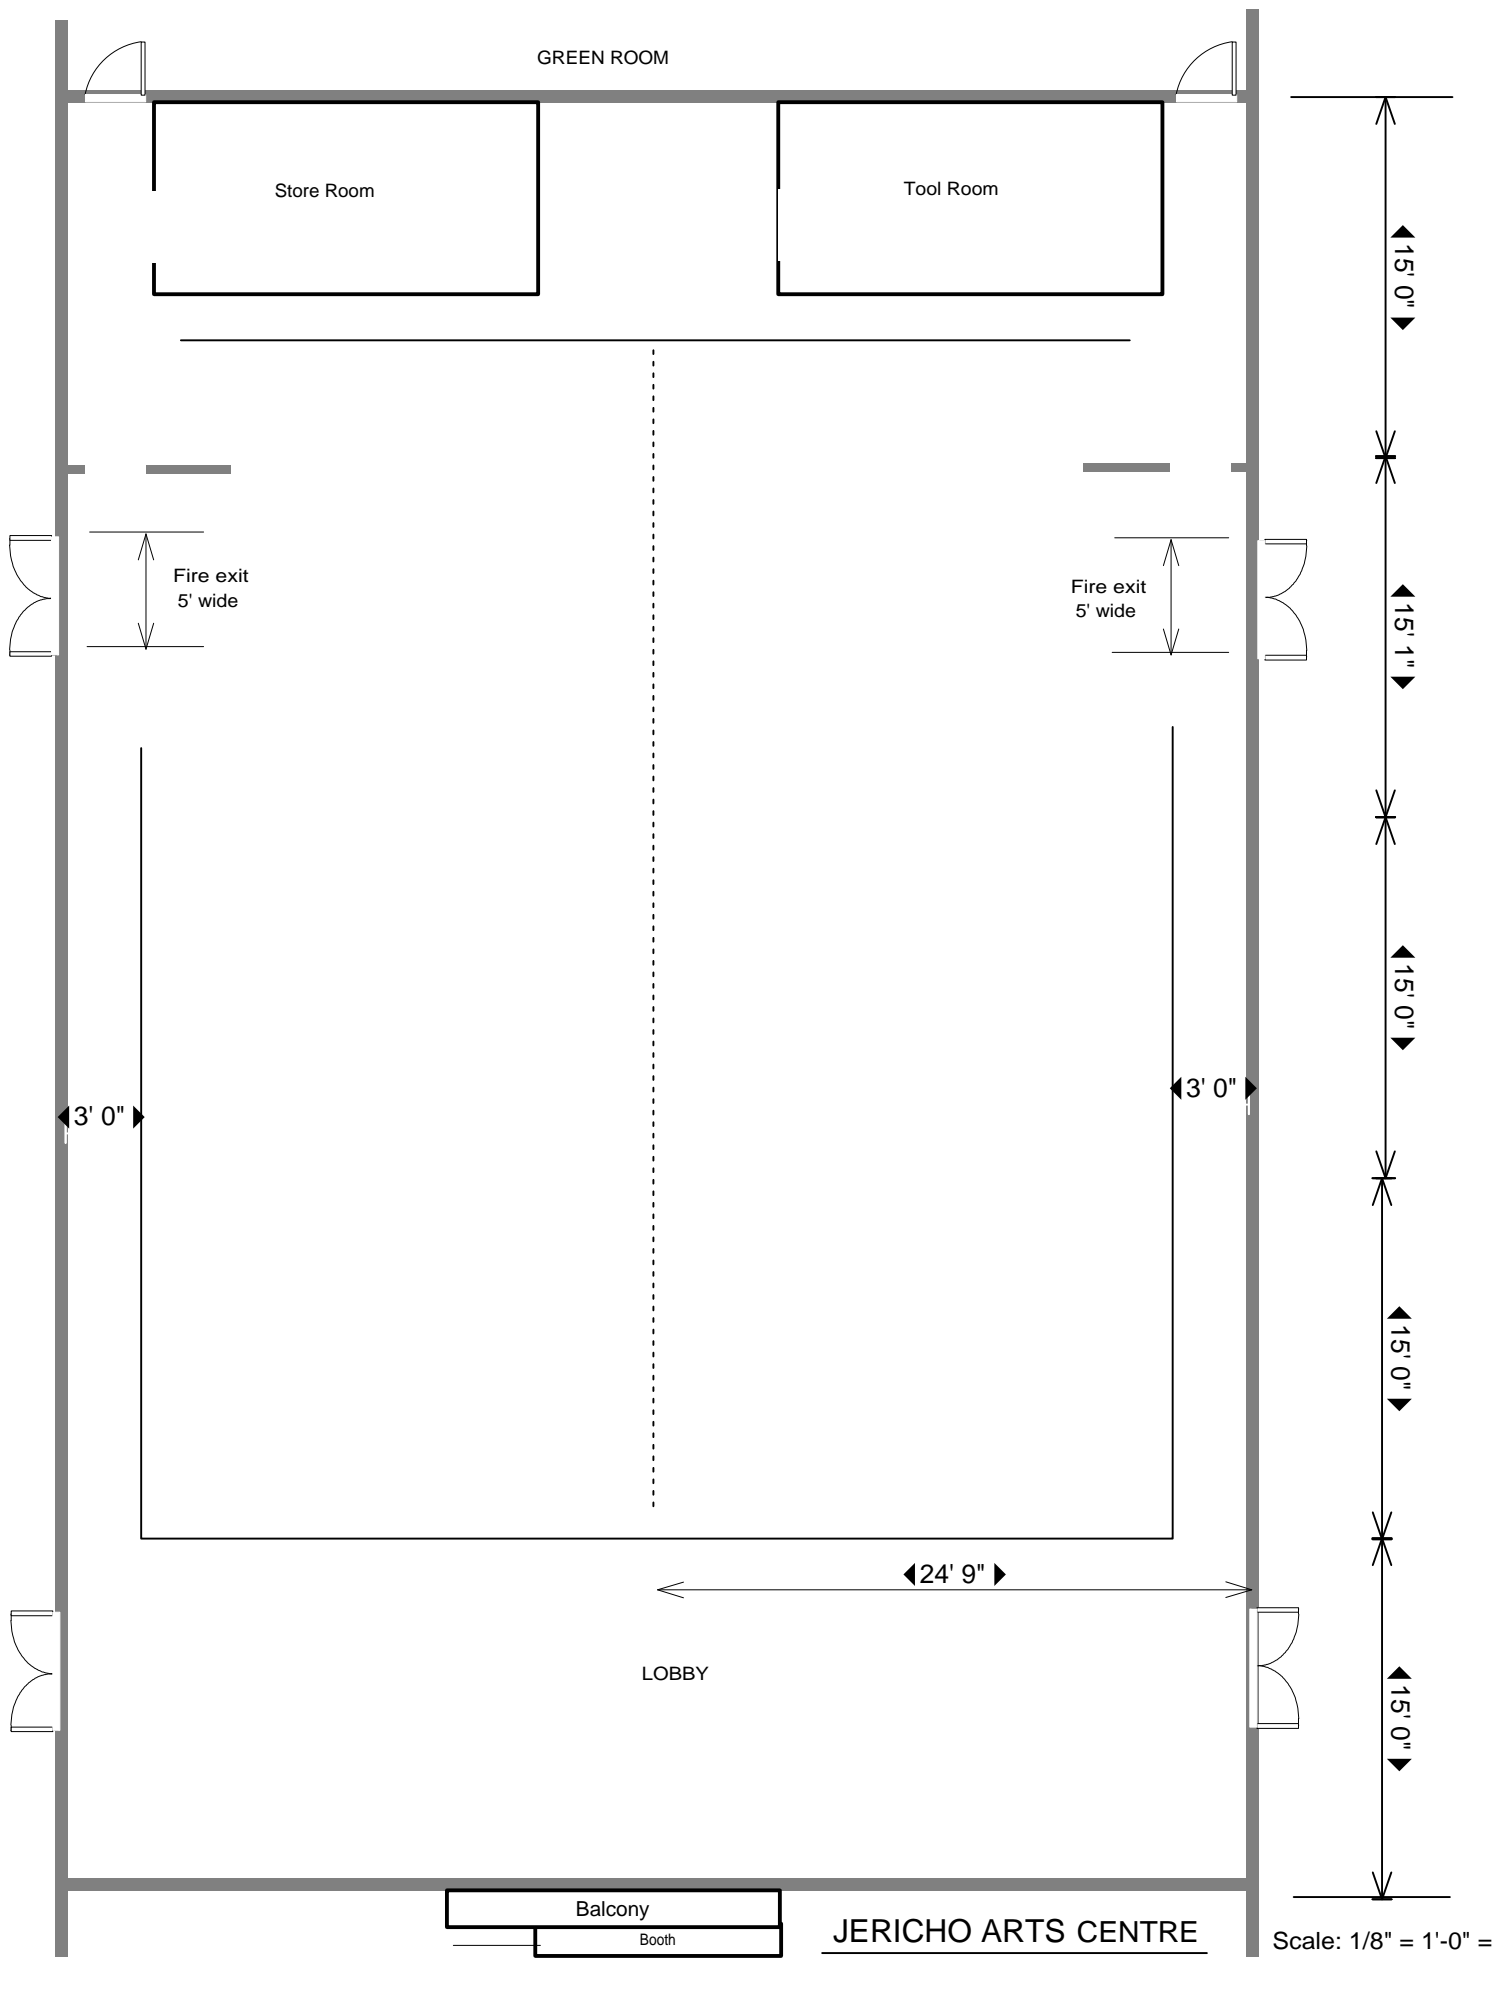 GREEN ROOM
Store Room
Tool Room
15' 0"
Fire exit
5' wide
Fire exit
5' wide
15' 1"
15' 0"
3' 0"
3' 0"
15' 0"
24' 9"
LOBBY
15' 0"
Balcony
Booth
JERICHO ARTS CENTRE
Scale: 1/8" = 1'-0" =